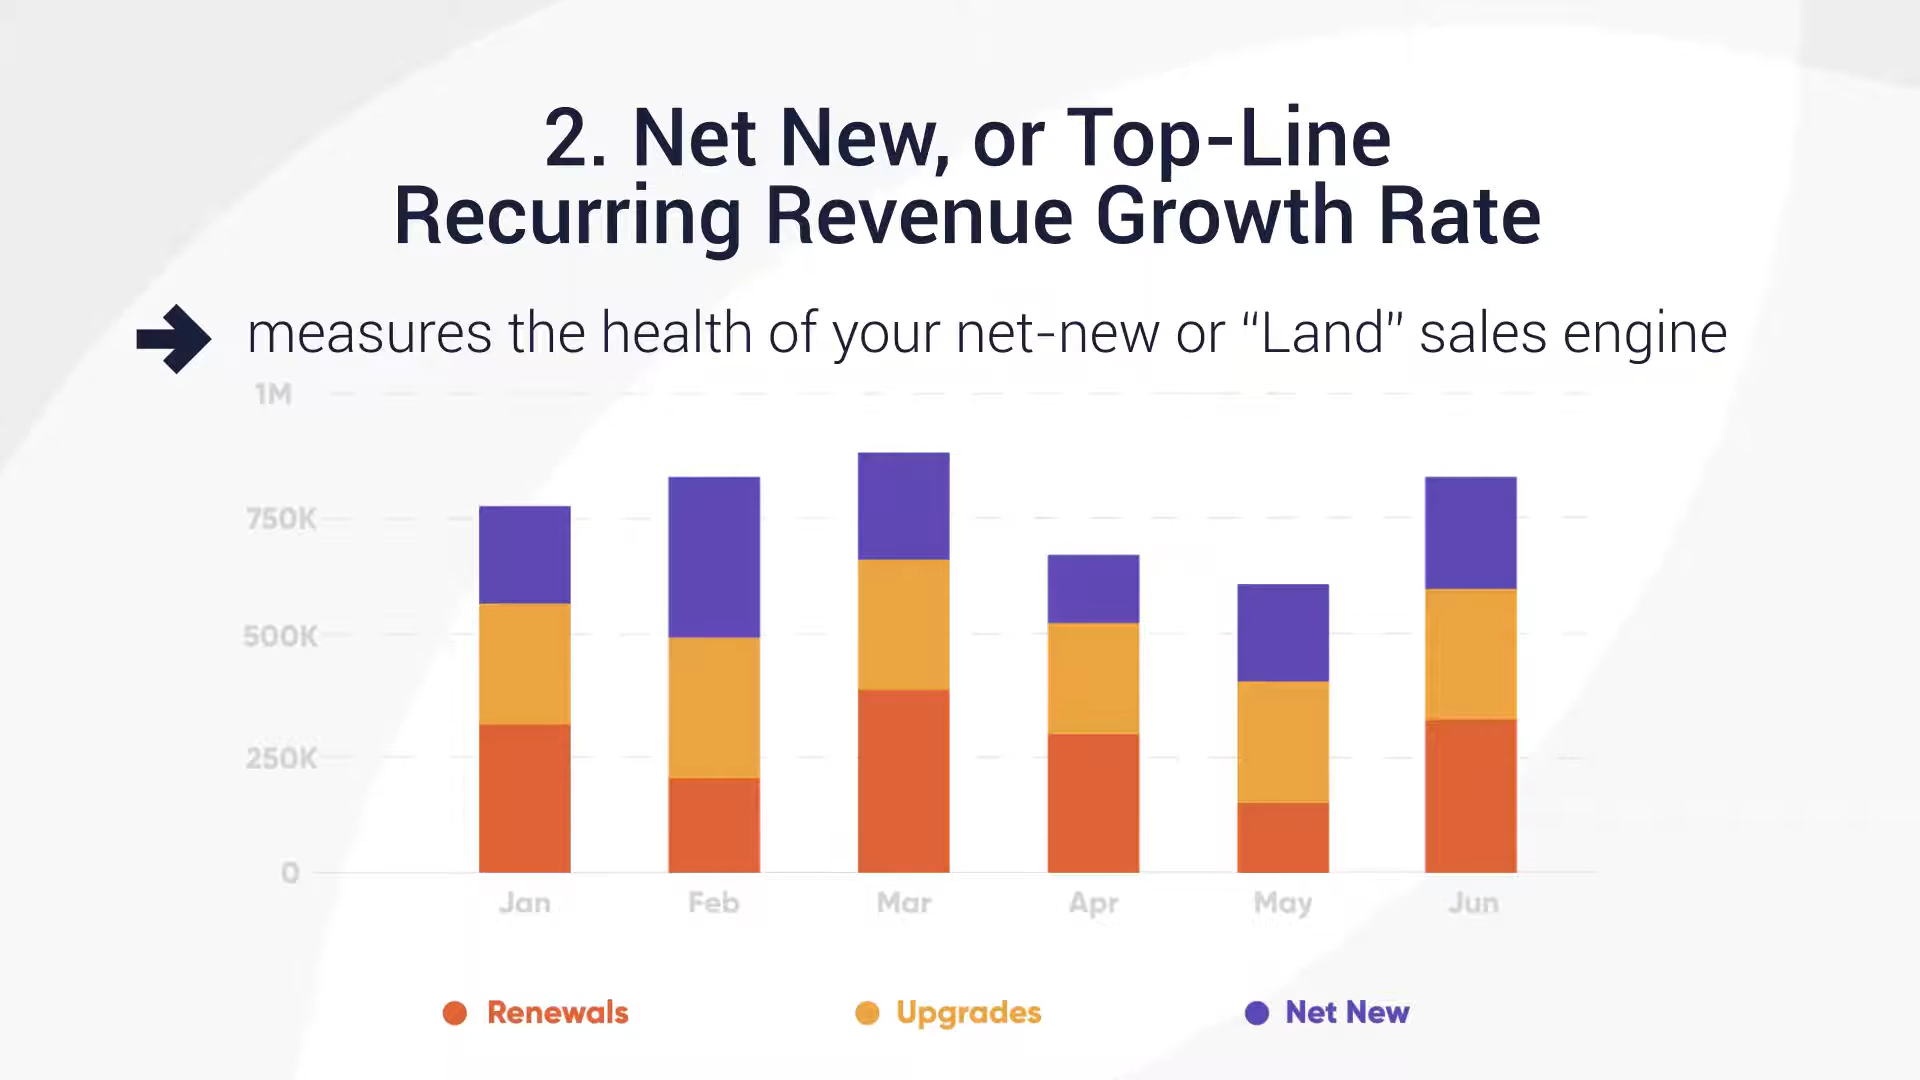 2. Net New, or Top-Line
Recurring Revenue Growth Rate
measures the health of your net-new or “Land” sales engine
1M
750K
500K
250K
0
Jan Feb Mar Apr May Jun
Renewals Upgrades Net New